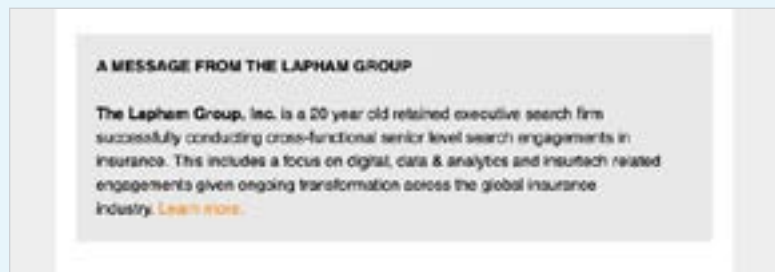 A MESSAGE FROM THE LAPHAM GROUP
The Lapham Group, Inc. is a 20 year old retained executive search firm
successfully conducting cross-functional senior level search engagements in
insurance. This includes a focus on digital, data & analytics and insurtech related
engagements given ongoing transformation across the global insurance
industry. Learn more.